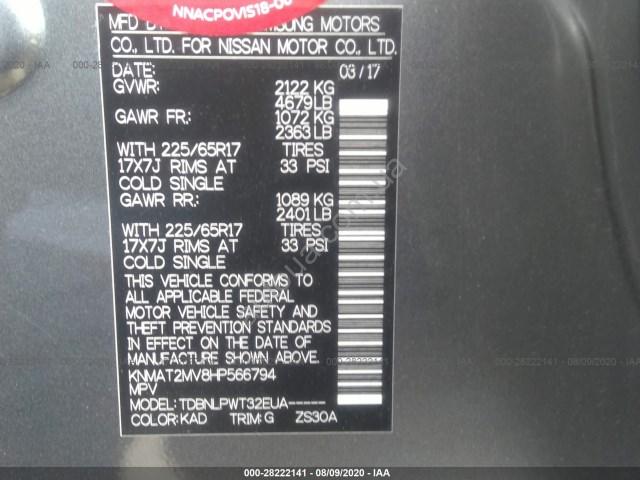 NNACPOVIS18-00
MFD BY SAMSUNG MOTORS
CO., LTD. FOR NISSAN MOTOR CO., LTD.
DATE: 03/17
GVWR: 2122 KG
4679 LB
GAWR FR.: 1072 KG
2363 LB
WITH 225/65R17 TIRES
17X7J RIMS AT 33 PSI
COLD SINGLE
GAWR RR.: 1089 KG
2401 LB
WITH 225/65R17 TIRES
17X7J RIMS AT 33 PSI
COLD SINGLE
THIS VEHICLE CONFORMS TO
ALL APPLICABLE FEDERAL
MOTOR VEHICLE SAFETY AND
THEFT PREVENTION STANDARDS
IN EFFECT ON THE DATE OF
MANUFACTURE SHOWN ABOVE.
KNMAT2MV8HP566794
MPV
MODEL: TDBNLPWT32EUA-----
COLOR: KAD TRIM: G ZS30A
000-28222141 - 08/09/2020 - IAA